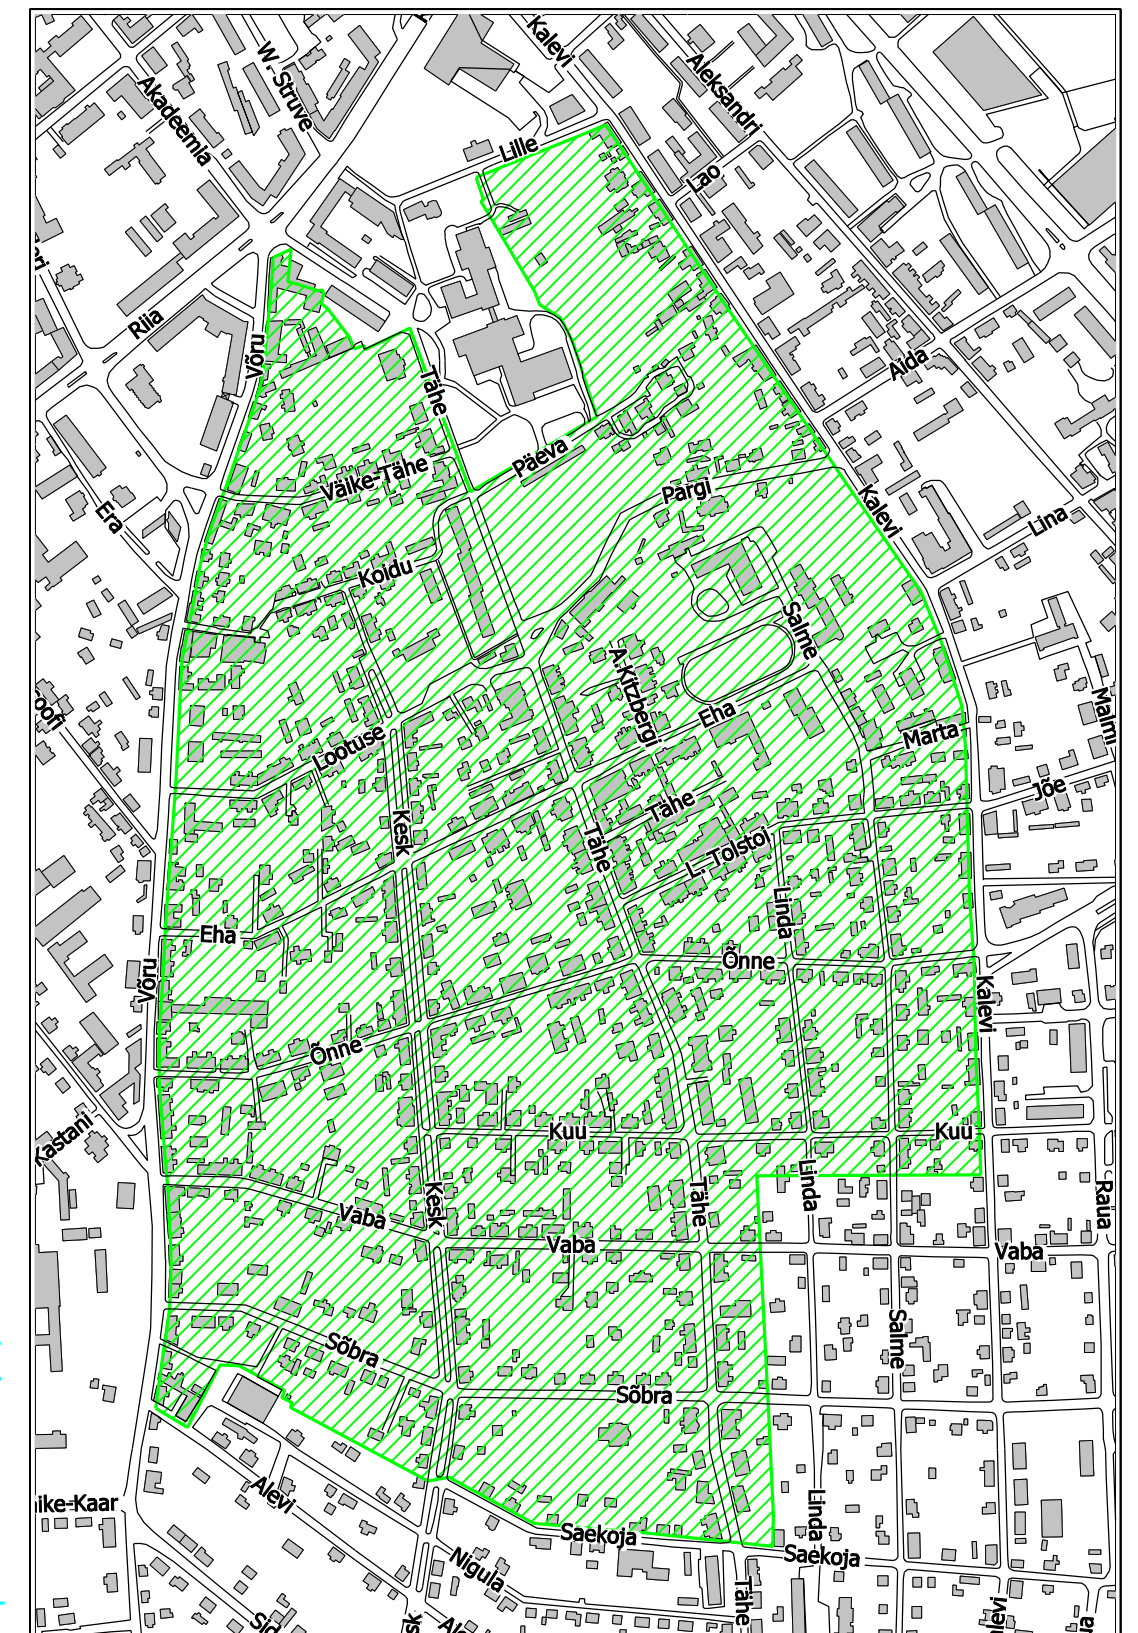 Kalevi
W. Struve
Aleksandri
Akadeemia
Lille
Lao
Riia
Võru
Aida
Tähe
Päeva
Väike-Tähe
Pargi
Kalevi
Era
Lina
Koidu
Salme
A.Kitzbergi
Eha
Malmi
Marta
Lootuse
Jõe
Tähe
Kesk
Tähe
L. Tolstoi
Linda
Eha
Õnne
Võru
Kalevi
Õnne
Kuu
Kuu
Kastani
Linda
Raua
Kesk
Tähe
Vaba
Vaba
Vaba
Salme
Sõbra
Sõbra
Alevi
ike-Kaar
Linda
Saekoja
Saekoja
Nigula
Tähe